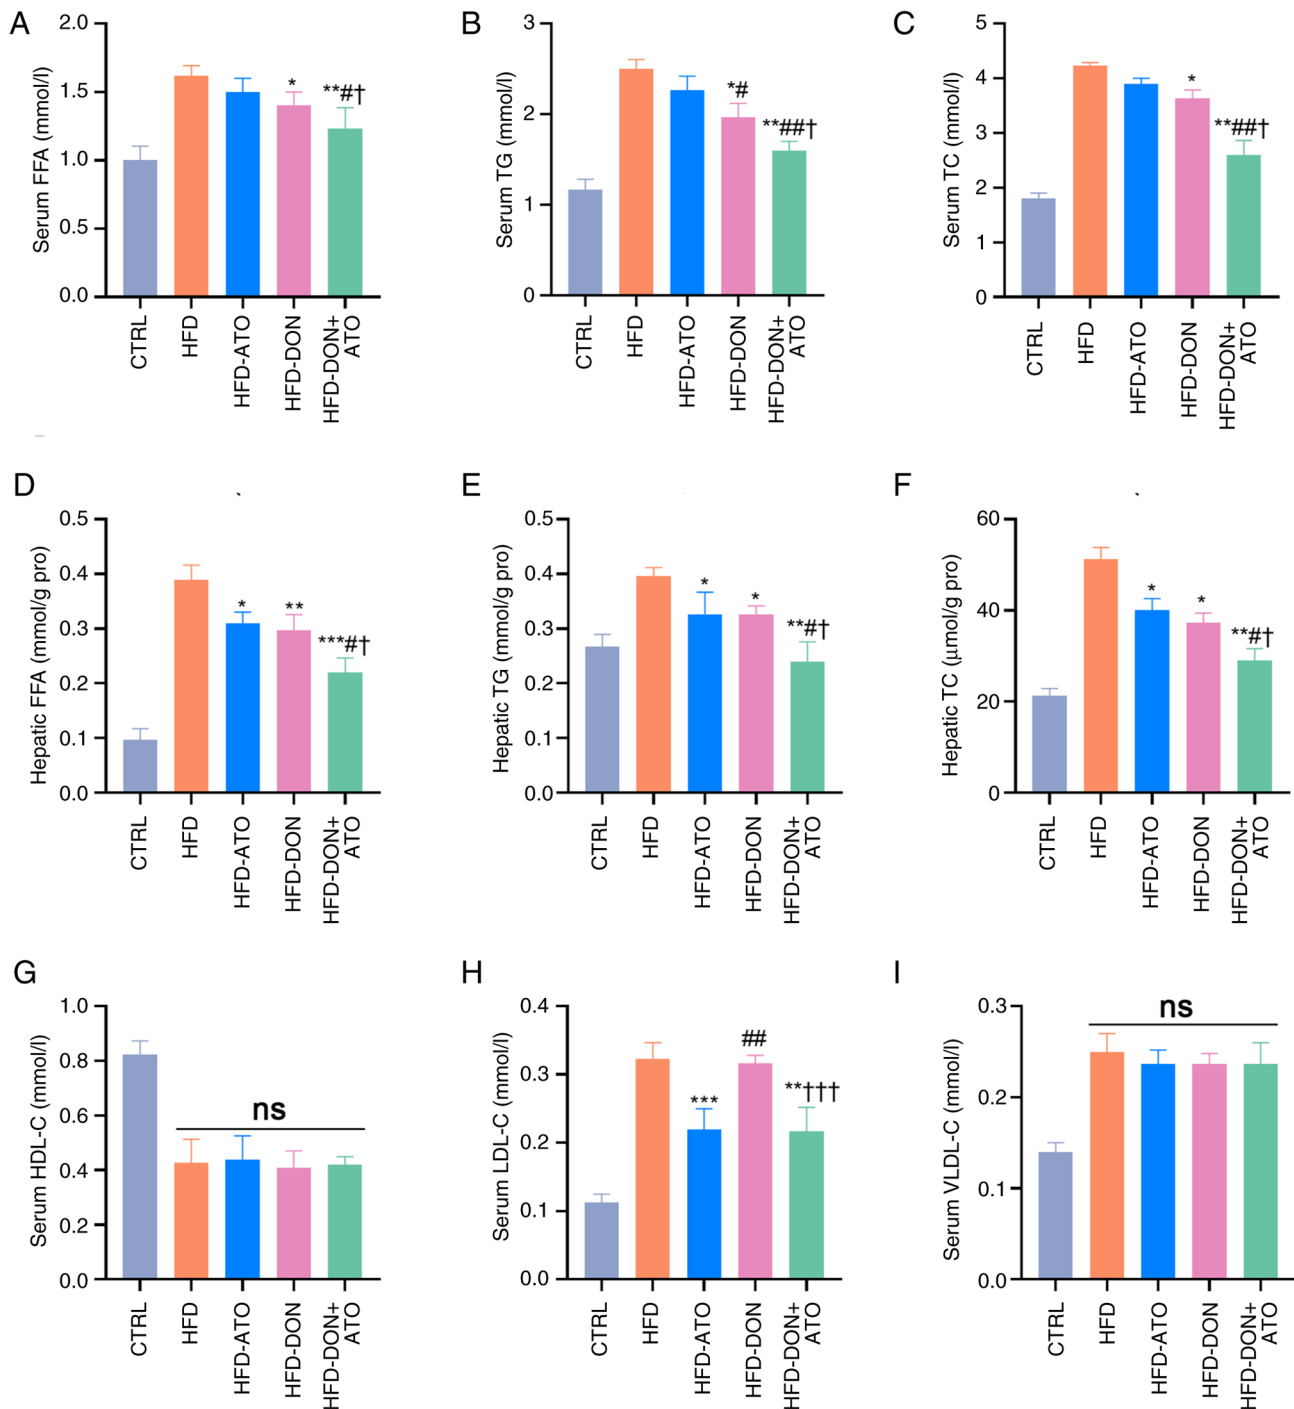 A
Serum FFA (mmol/l)
2.0
1.5
1.0
0.5
0.0
*
**#†
CTRL
HFD
HFD-ATO
HFD-DON
HFD-DON+
ATO
B
Serum TG (mmol/l)
3
2
1
0
*#
**##†
CTRL
HFD
HFD-ATO
HFD-DON
HFD-DON+
ATO
C
Serum TC (mmol/l)
5
4
3
2
1
0
*
**##†
CTRL
HFD
HFD-ATO
HFD-DON
HFD-DON+
ATO
D
Hepatic FFA (mmol/g pro)
0.5
0.4
0.3
0.2
0.1
0.0
*
**
***#†
CTRL
HFD
HFD-ATO
HFD-DON
HFD-DON+
ATO
E
Hepatic TG (mmol/g pro)
0.5
0.4
0.3
0.2
0.1
0.0
*
*
**#†
CTRL
HFD
HFD-ATO
HFD-DON
HFD-DON+
ATO
F
Hepatic TC (μmol/g pro)
60
40
20
0
*
*
**#†
CTRL
HFD
HFD-ATO
HFD-DON
HFD-DON+
ATO
G
Serum HDL-C (mmol/l)
1.0
0.8
0.6
0.4
0.2
0.0
ns
CTRL
HFD
HFD-ATO
HFD-DON
HFD-DON+
ATO
H
Serum LDL-C (mmol/l)
0.4
0.3
0.2
0.1
0.0
***
##
**†††
CTRL
HFD
HFD-ATO
HFD-DON
HFD-DON+
ATO
I
Serum VLDL-C (mmol/l)
0.3
0.2
0.1
0.0
ns
CTRL
HFD
HFD-ATO
HFD-DON
HFD-DON+
ATO